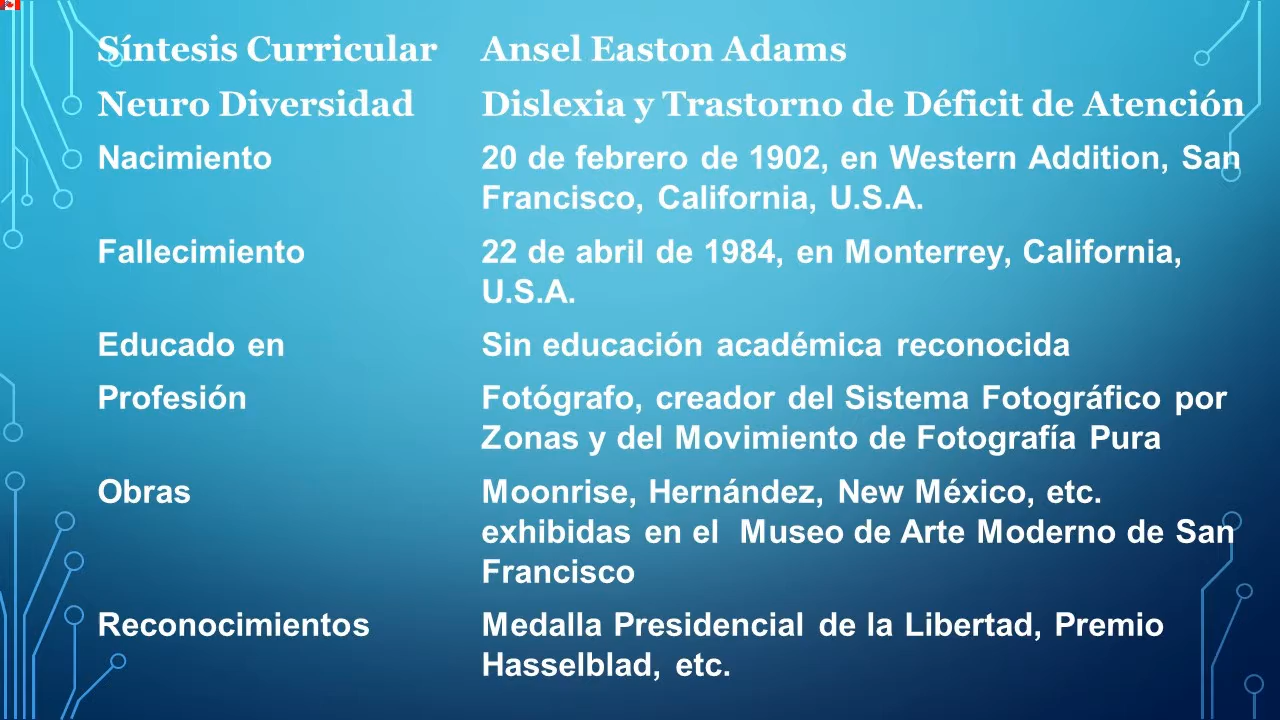 Síntesis Curricular Ansel Easton Adams
Neuro Diversidad Dislexia y Trastorno de Déficit de Atención
Nacimiento 20 de febrero de 1902, en Western Addition, San
Francisco, California, U.S.A.
Fallecimiento 22 de abril de 1984, en Monterrey, California,
U.S.A.
Educado en Sin educación académica reconocida
Profesión Fotógrafo, creador del Sistema Fotográfico por
Zonas y del Movimiento de Fotografía Pura
Obras Moonrise, Hernández, New México, etc.
exhibidas en el Museo de Arte Moderno de San
Francisco
Reconocimientos Medalla Presidencial de la Libertad, Premio
Hasselblad, etc.